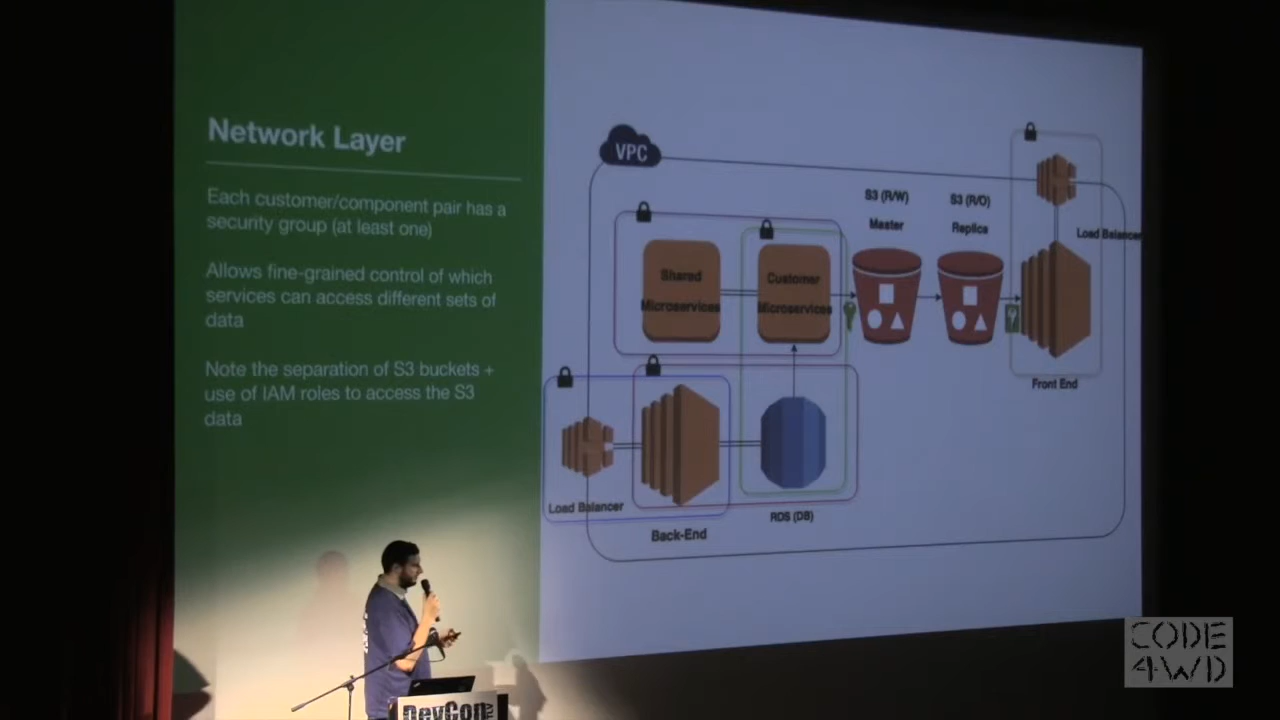 Network Layer
Each customer/component pair has a
security group (at least one)
Allows fine-grained control of which
services can access different sets of
data
Note the separation of S3 buckets +
use of IAM roles to access the S3
data
VPC
S3 (R/W)
Master
S3 (R/O)
Replica
Load Balancer
Shared
Microservices
Customer
Microservices
Front End
Load Balancer
Back-End
RDS (DB)
DevCon
CODE
4WD